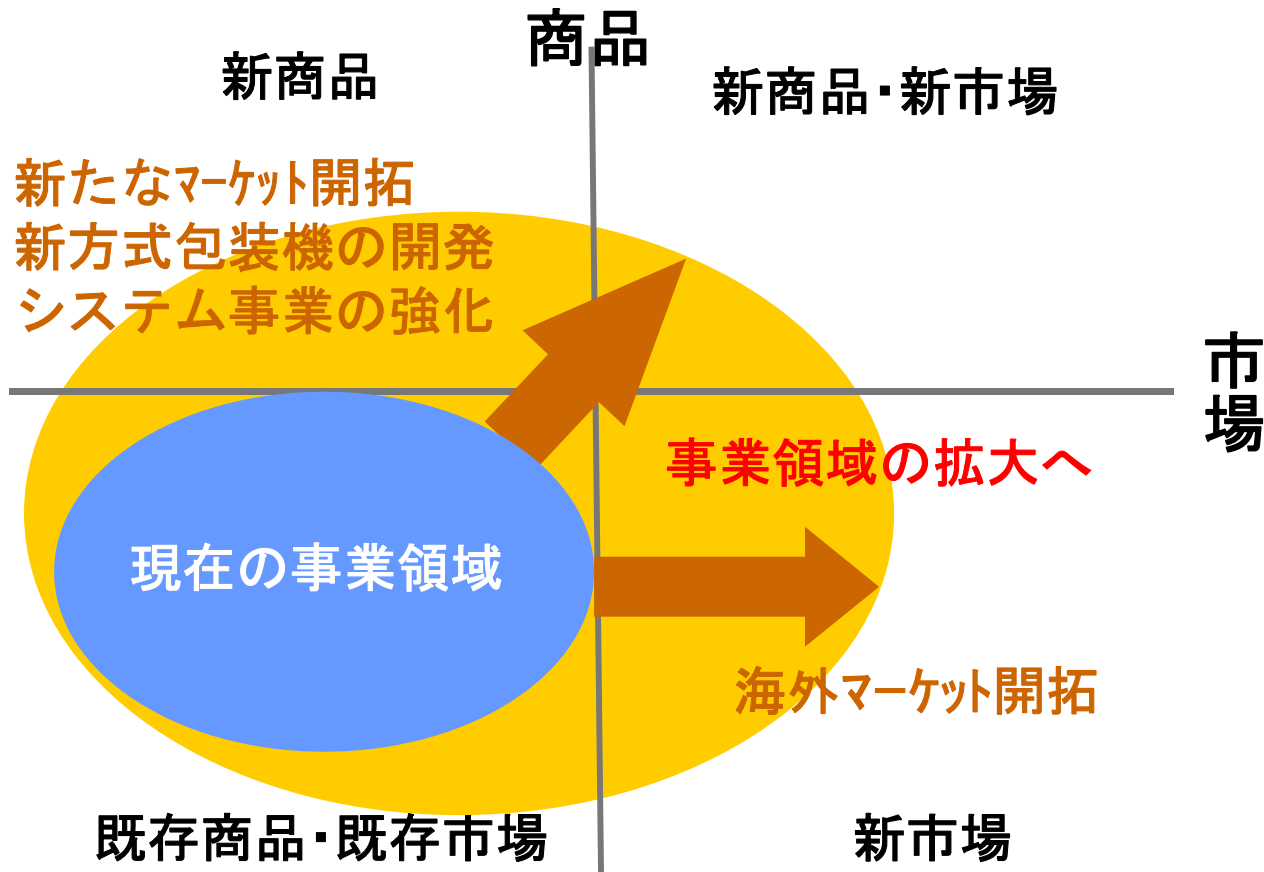 商品
新商品
新商品・新市場
新たなﾏｰｹｯﾄ開拓
新方式包装機の開発
システム事業の強化
市場
事業領域の拡大へ
現在の事業領域
海外ﾏｰｹｯﾄ開拓
既存商品・既存市場
新市場